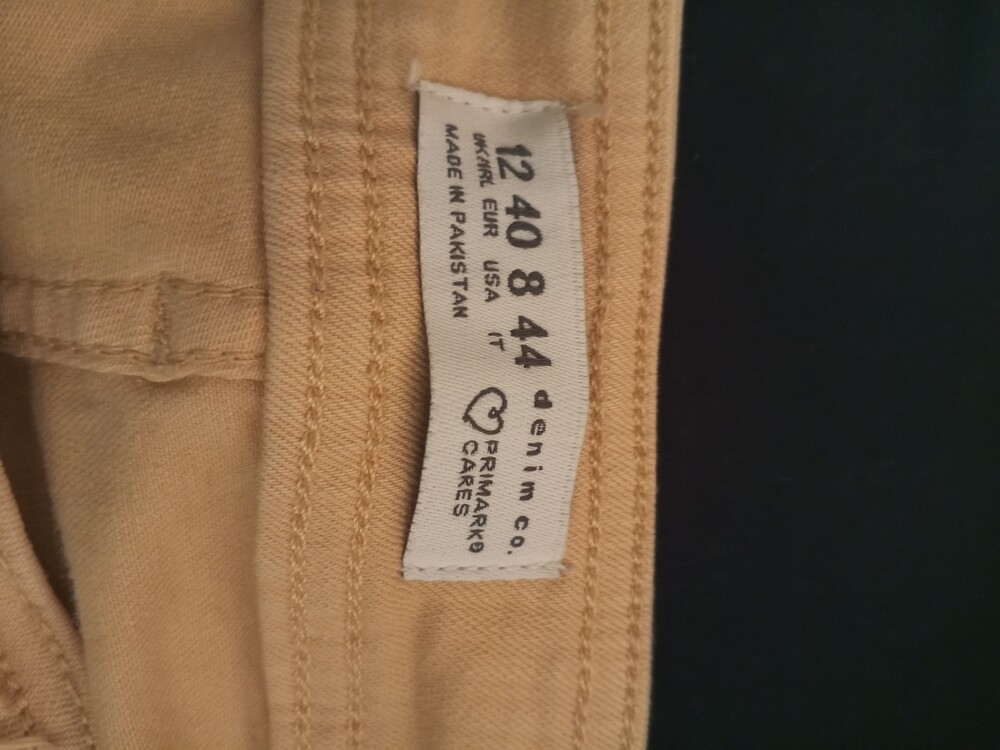 12 40 8 44
UK/IRL EUR USA IT
MADE IN PAKISTAN
denim co.
PRIMARK®
CARES